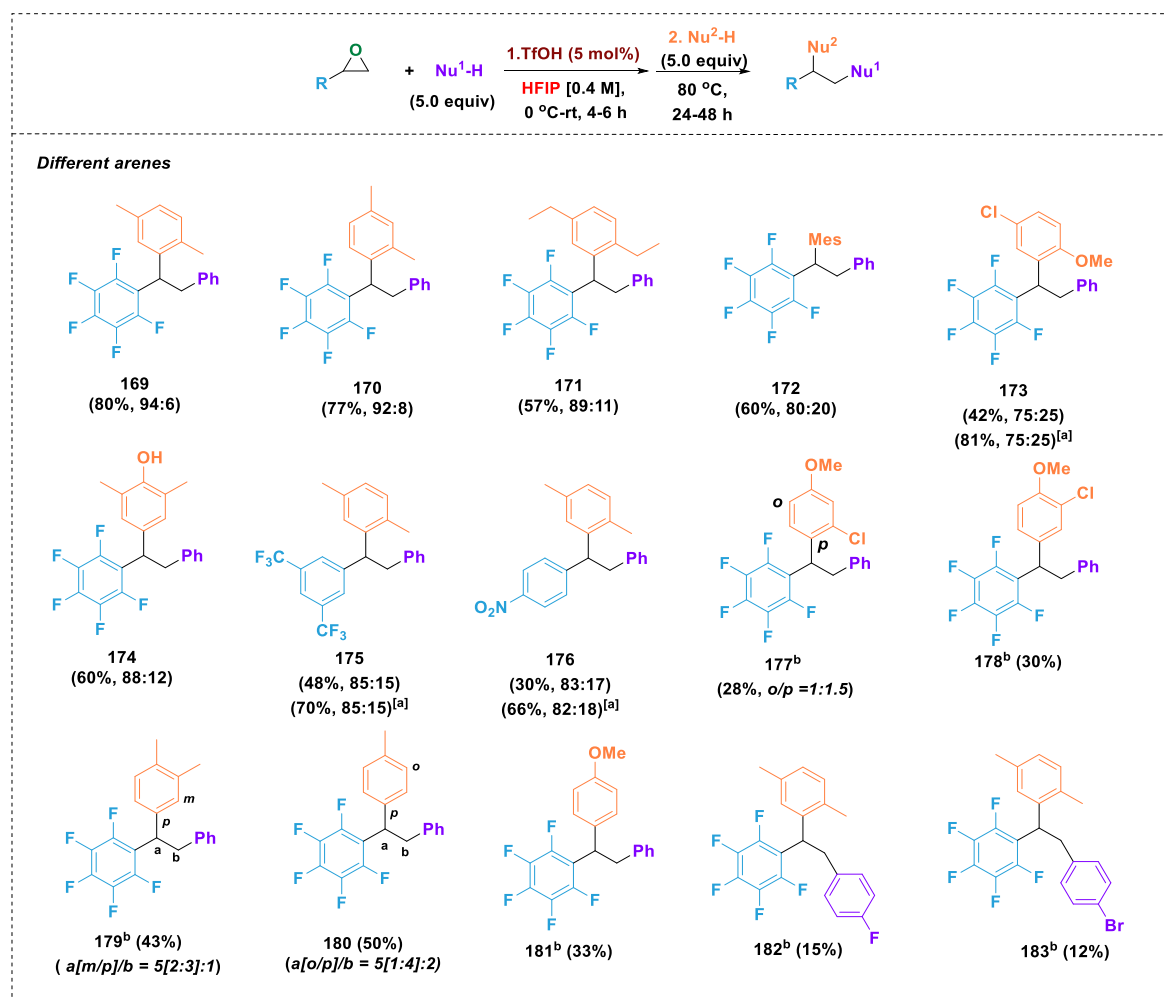 O
R
+
Nu¹-H
(5.0 equiv)
1.TfOH (5 mol%)
HFIP [0.4 M],
0 ºC-rt, 4-6 h
2. Nu²-H
(5.0 equiv)
80 ºC,
24-48 h
Nu²
R
Nu¹
Different arenes
F F F F F Ph
169
(80%, 94:6)
F F F F F Ph
170
(77%, 92:8)
F F F F F Ph
171
(57%, 89:11)
Mes
F F F F F Ph
172
(60%, 80:20)
Cl
OMe
F F F F F Ph
173
(42%, 75:25)
(81%, 75:25)[a]
OH
F F F F F Ph
174
(60%, 88:12)
F₃C
CF₃
Ph
175
(48%, 85:15)
(70%, 85:15)[a]
O₂N
Ph
176
(30%, 83:17)
(66%, 82:18)[a]
OMe
o
Cl
p
F F F F F Ph
177ᵇ
(28%, o/p =1:1.5)
OMe
Cl
F F F F F Ph
178ᵇ (30%)
m
p
a
b
F F F F F Ph
179ᵇ (43%)
( a[m/p]/b = 5[2:3]:1)
o
p
a
b
F F F F F Ph
180 (50%)
(a[o/p]/b = 5[1:4]:2)
OMe
F F F F F Ph
181ᵇ (33%)
F F F F F
F
182ᵇ (15%)
F F F F F
Br
183ᵇ (12%)